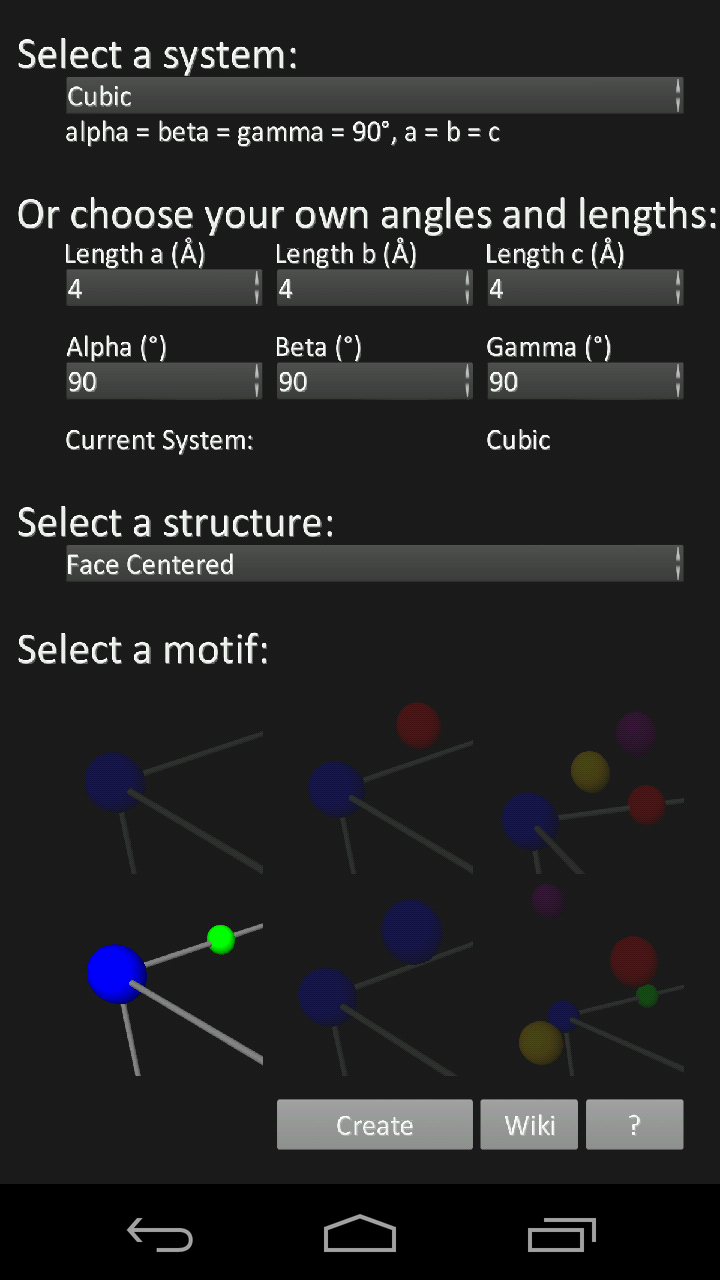 Select a system:
Cubic
alpha = beta = gamma = 90°, a = b = c
Or choose your own angles and lengths:
Length a (Å) Length b (Å) Length c (Å)
4 4 4
Alpha (°) Beta (°) Gamma (°)
90 90 90
Current System: Cubic
Select a structure:
Face Centered
Select a motif:
Create Wiki ?